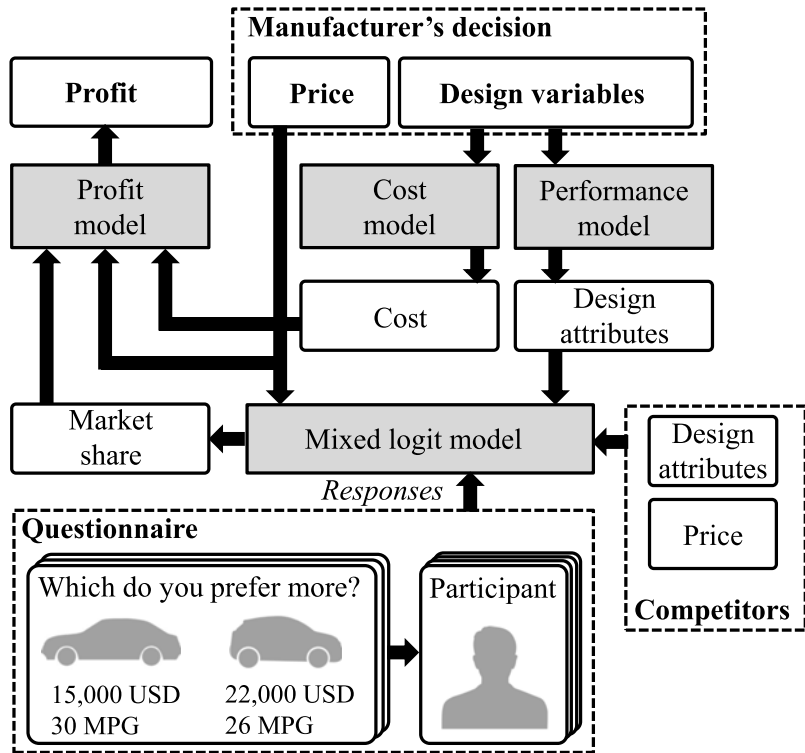 Manufacturer's decision
Profit
Price
Design variables
Profit
model
Cost
model
Performance
model
Cost
Design
attributes
Market
share
Mixed logit model
Design
attributes
Price
Competitors
Responses
Questionnaire
Which do you prefer more?
15,000 USD
30 MPG
22,000 USD
26 MPG
Participant